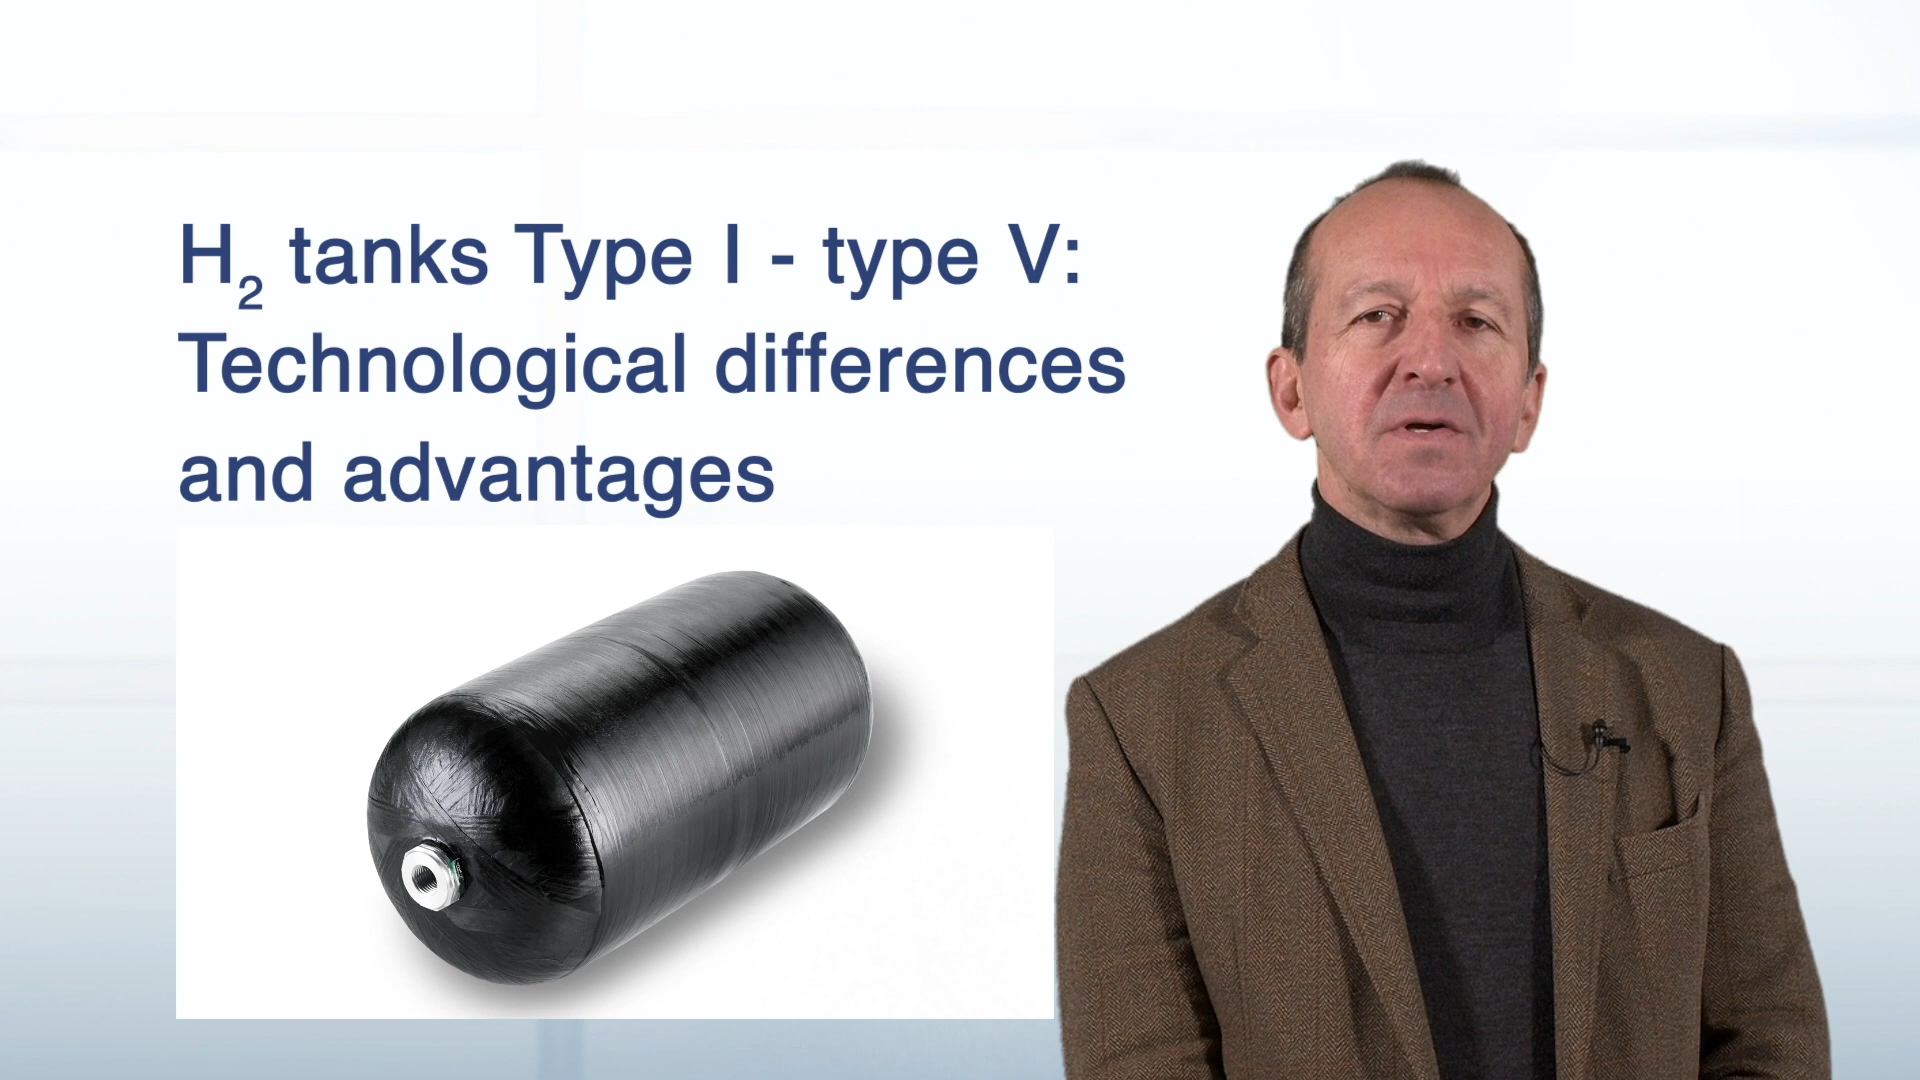 H₂ tanks Type I - type V:
Technological differences
and advantages